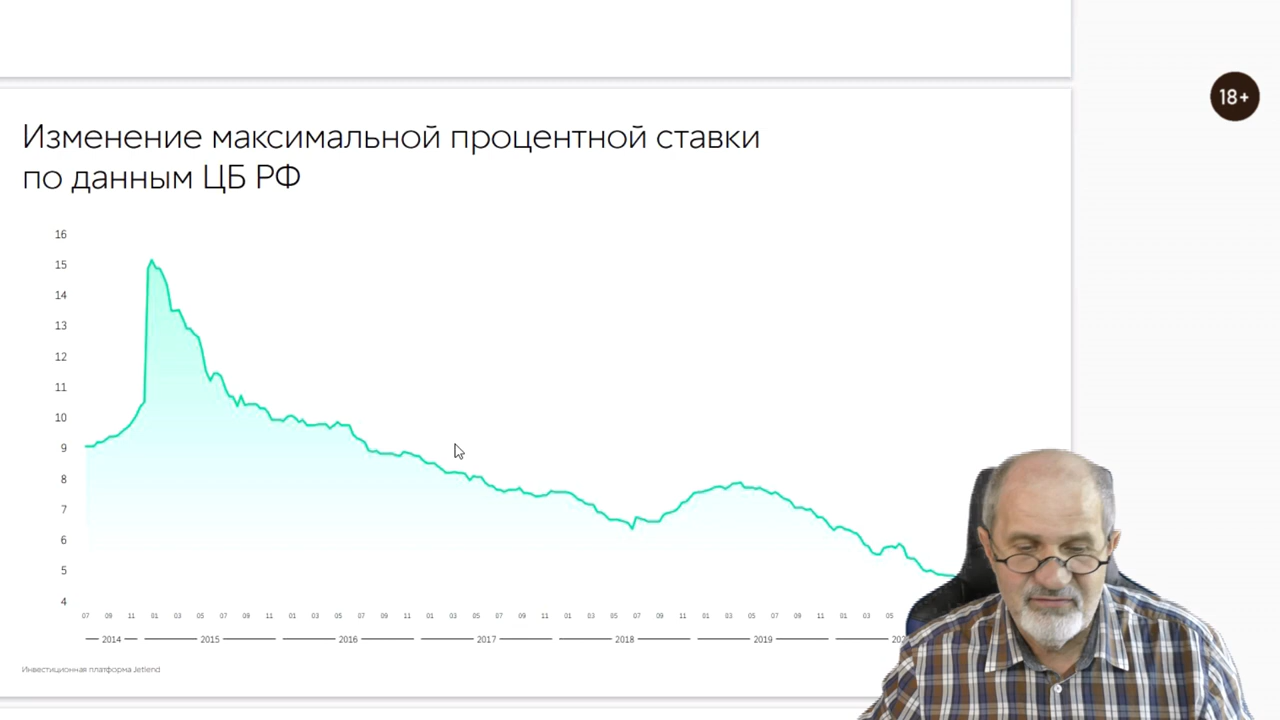 18+
Изменение максимальной процентной ставки
по данным ЦБ РФ
16
15
14
13
12
11
10
9
8
7
6
5
4
07 09 11 01 03 05 07 09 11 01 03 05 07 09 11 01 03 05 07 09 11 01 03 05 07 09 11 01 03 05 07 09 11 01 03 05
2014 2015 2016 2017 2018 2019
Инвестиционная платформа Jetlend